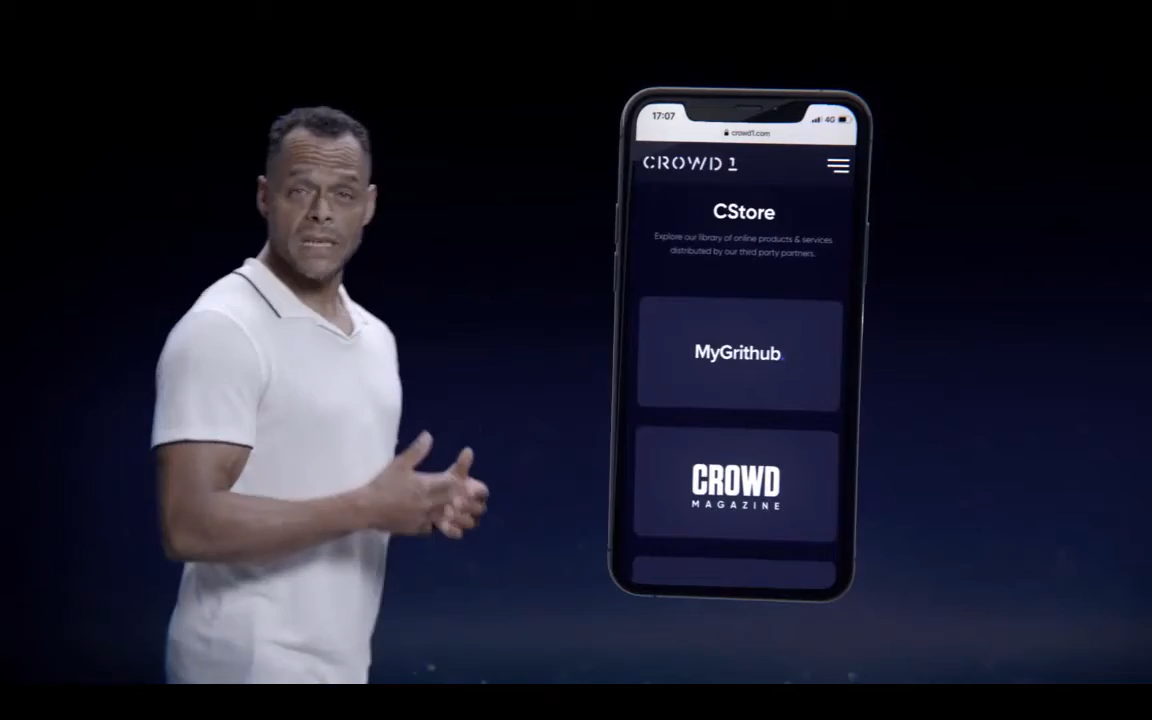 17:07
4G
crowd1.com
CROWD 1
CStore
Explore our library of online products & services
distributed by our third party partners.
MyGrithub.
CROWD
MAGAZINE